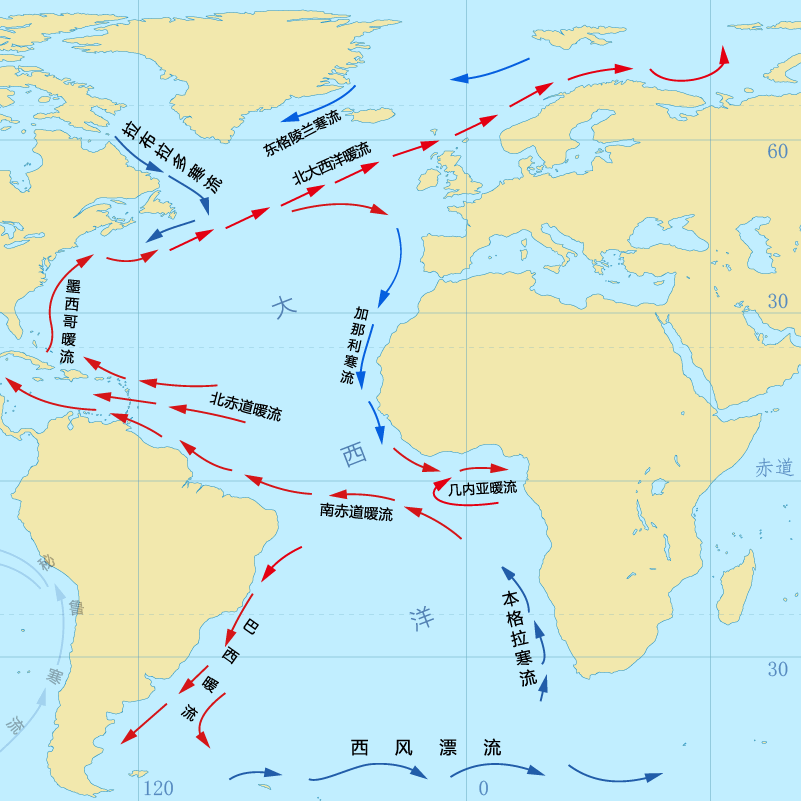 拉布拉多寒流
东格陵兰寒流
60
北大西洋暖流
墨西哥暖流
大
加那利寒流
30
北赤道暖流
西
赤道
几内亚暖流
南赤道暖流
秘鲁寒流
本格拉寒流
洋
巴西暖流
30
西风漂流
120
0